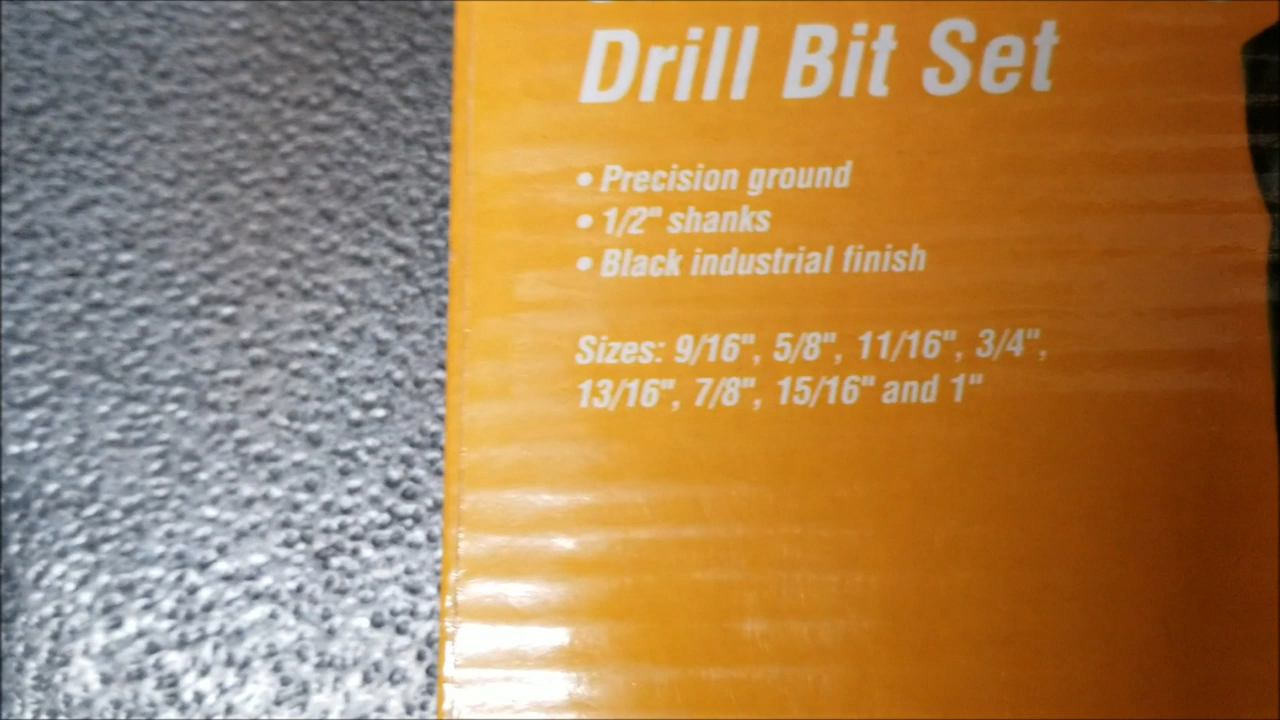 Drill Bit Set
• Precision ground
• 1/2" shanks
• Black industrial finish
Sizes: 9/16", 5/8", 11/16", 3/4",
13/16", 7/8", 15/16" and 1"